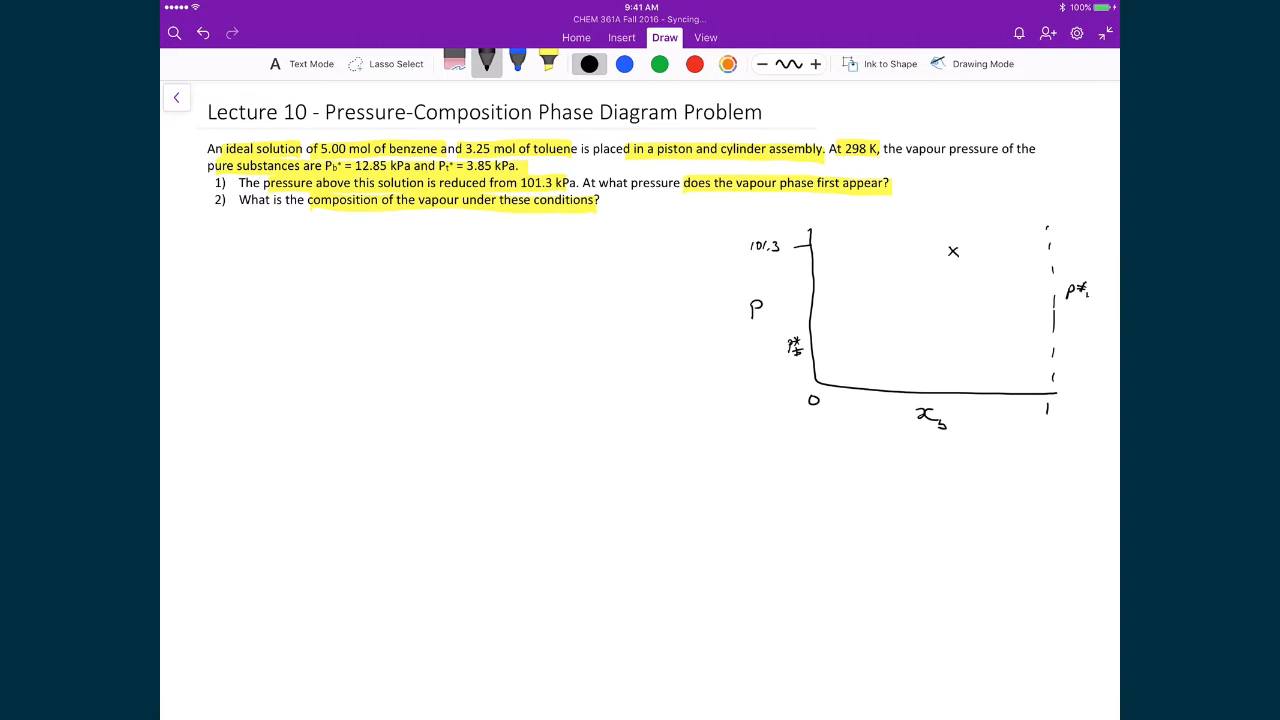 9:41 AM
100%
CHEM 361A Fall 2016 - Syncing...
Home Insert Draw View
A Text Mode Lasso Select Ink to Shape Drawing Mode
Lecture 10 - Pressure-Composition Phase Diagram Problem
An ideal solution of 5.00 mol of benzene and 3.25 mol of toluene is placed in a piston and cylinder assembly. At 298 K, the vapour pressure of the
pure substances are Pb* = 12.85 kPa and Pt* = 3.85 kPa.
1) The pressure above this solution is reduced from 101.3 kPa. At what pressure does the vapour phase first appear?
2) What is the composition of the vapour under these conditions?
101.3
x
P*
P
P*
0
x b
1